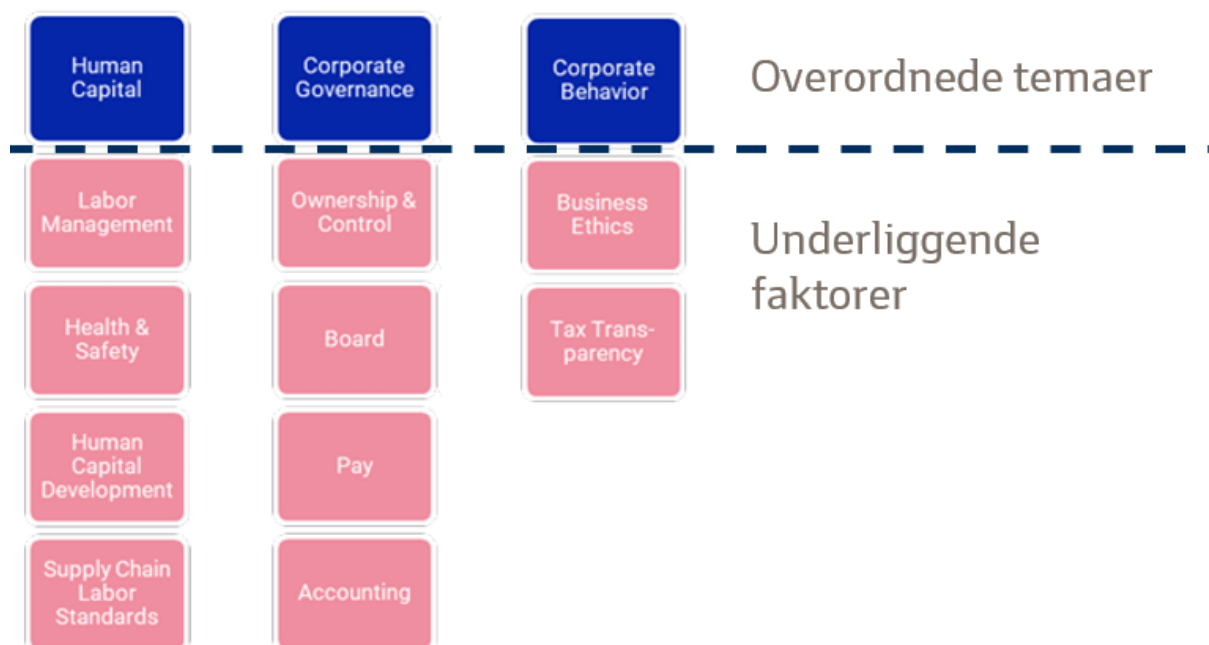 Human
Capital
Corporate
Governance
Corporate
Behavior
Overordnede temaer
Labor
Management
Ownership &
Control
Business
Ethics
Underliggende
faktorer
Health &
Safety
Board
Tax Trans-
parency
Human
Capital
Development
Pay
Supply Chain
Labor
Standards
Accounting